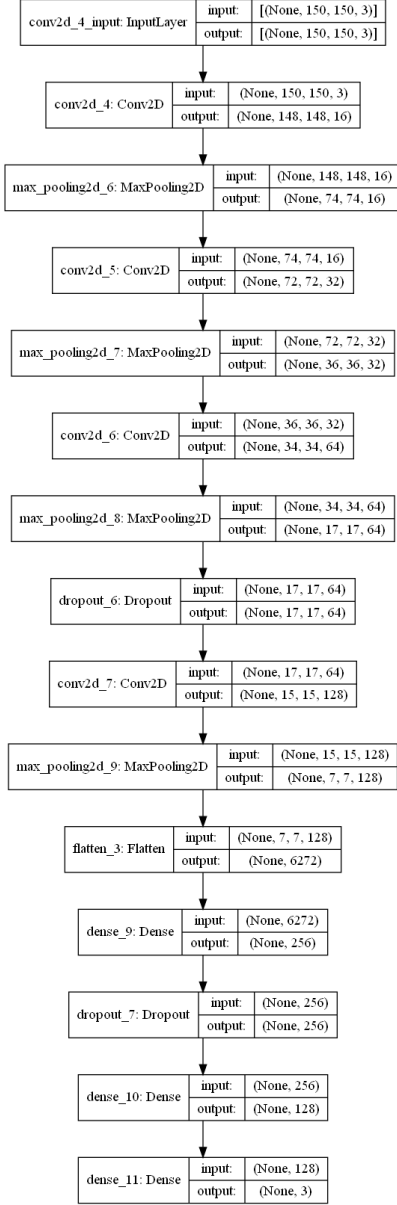 conv2d_4_input: InputLayer
input: [(None, 150, 150, 3)]
output: [(None, 150, 150, 3)]
conv2d_4: Conv2D
input: (None, 150, 150, 3)
output: (None, 148, 148, 16)
max_pooling2d_6: MaxPooling2D
input: (None, 148, 148, 16)
output: (None, 74, 74, 16)
conv2d_5: Conv2D
input: (None, 74, 74, 16)
output: (None, 72, 72, 32)
max_pooling2d_7: MaxPooling2D
input: (None, 72, 72, 32)
output: (None, 36, 36, 32)
conv2d_6: Conv2D
input: (None, 36, 36, 32)
output: (None, 34, 34, 64)
max_pooling2d_8: MaxPooling2D
input: (None, 34, 34, 64)
output: (None, 17, 17, 64)
dropout_6: Dropout
input: (None, 17, 17, 64)
output: (None, 17, 17, 64)
conv2d_7: Conv2D
input: (None, 17, 17, 64)
output: (None, 15, 15, 128)
max_pooling2d_9: MaxPooling2D
input: (None, 15, 15, 128)
output: (None, 7, 7, 128)
flatten_3: Flatten
input: (None, 7, 7, 128)
output: (None, 6272)
dense_9: Dense
input: (None, 6272)
output: (None, 256)
dropout_7: Dropout
input: (None, 256)
output: (None, 256)
dense_10: Dense
input: (None, 256)
output: (None, 128)
dense_11: Dense
input: (None, 128)
output: (None, 3)